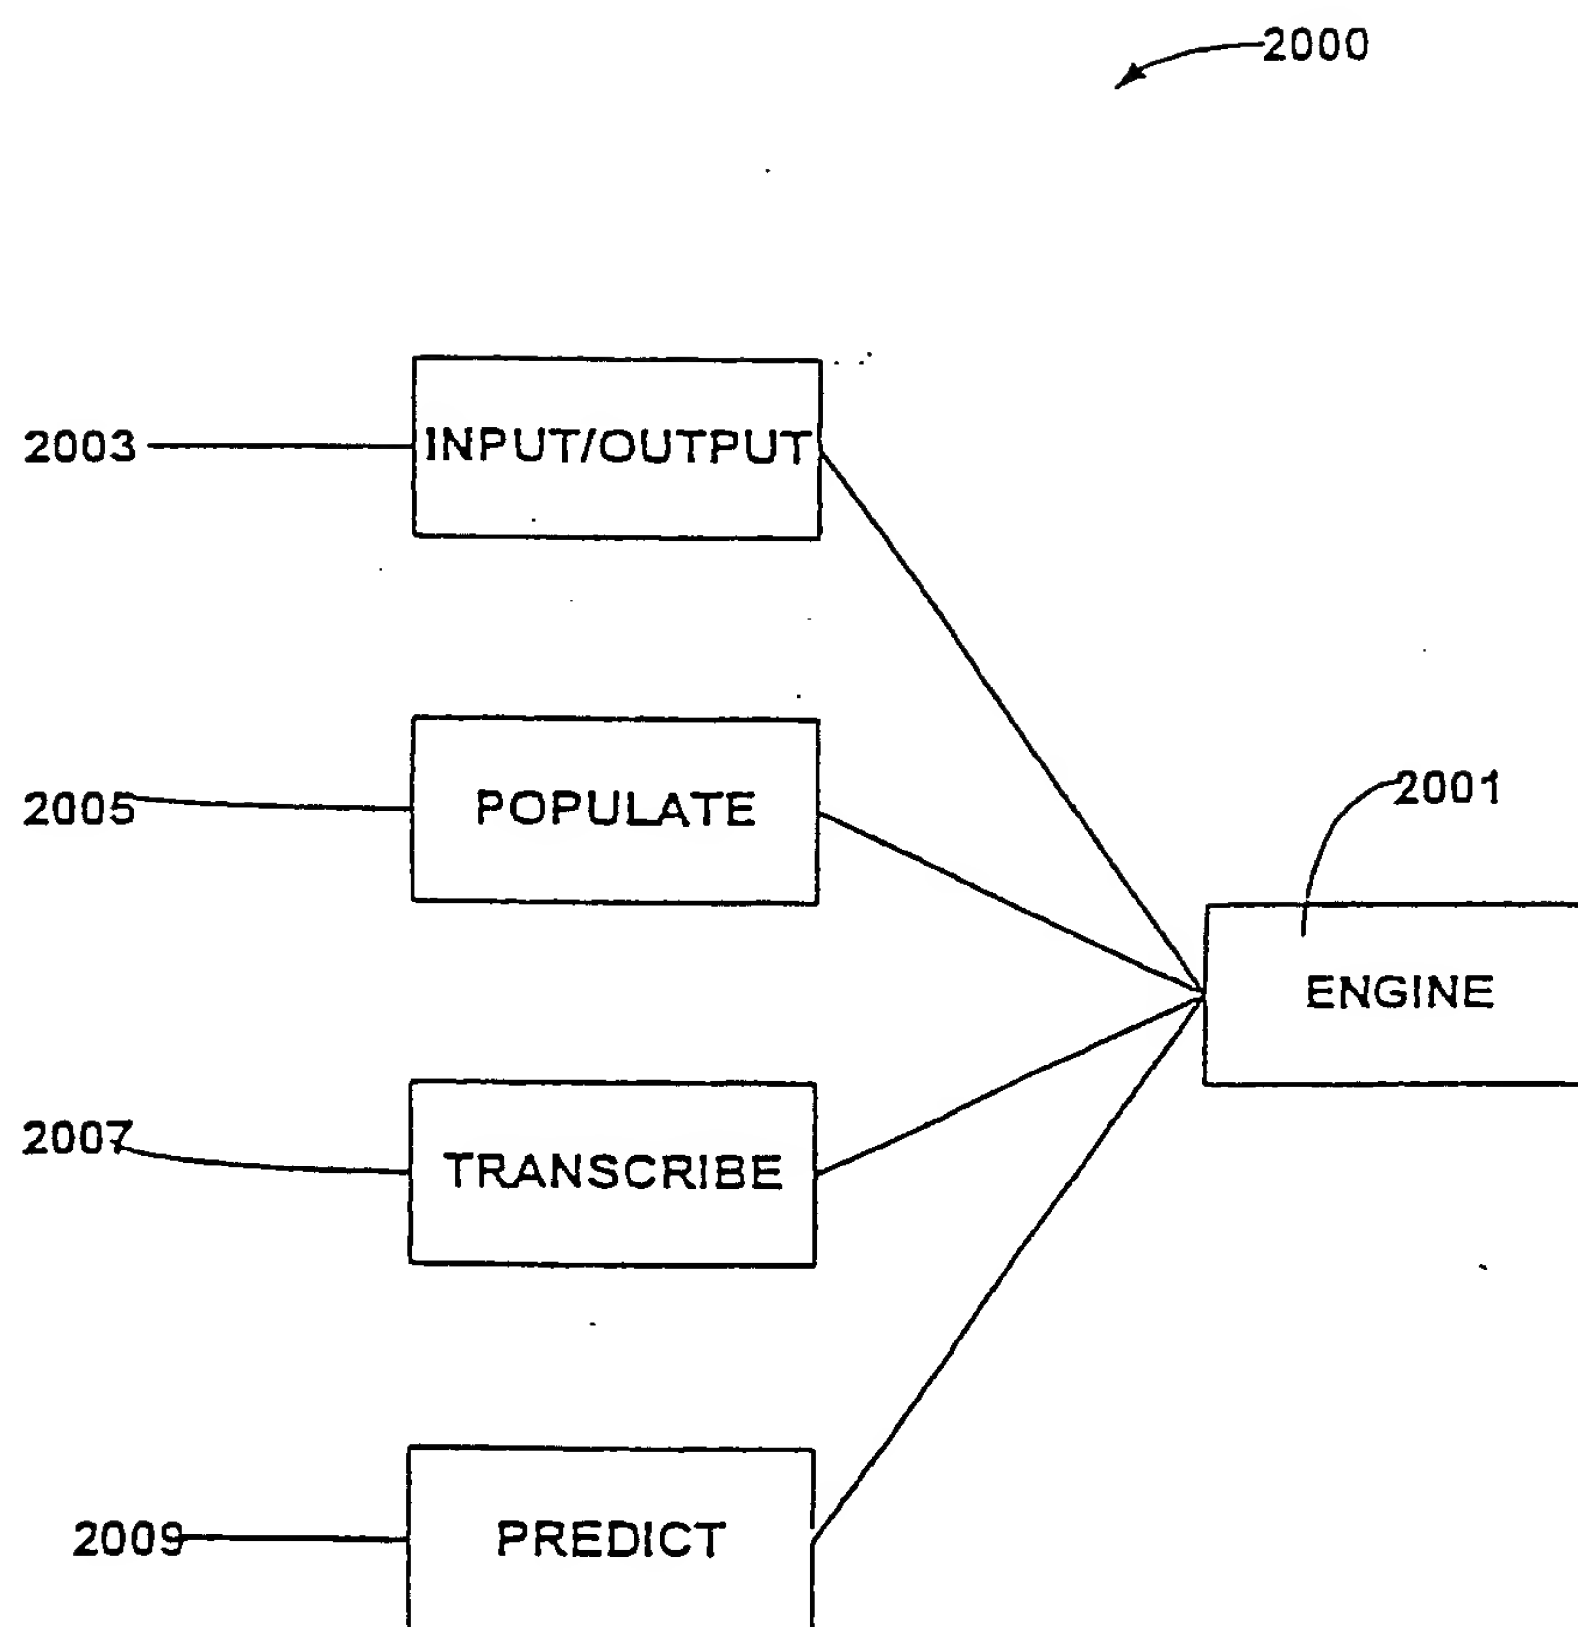 2000
2003 INPUT/OUTPUT
2005 POPULATE
2001
ENGINE
2007 TRANSCRIBE
2009 PREDICT